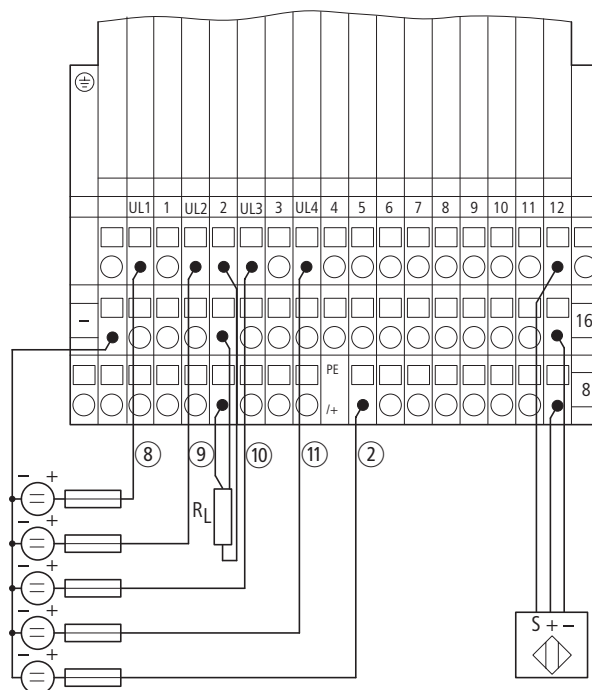 UL1 1 UL2 2 UL3 3 UL4 4 5 6 7 8 9 10 11 12
– 16
PE 8
/+
⑧ ⑨ ⑩ ⑪ ②
– +
RL
– +
– +
– +
– +
S + –